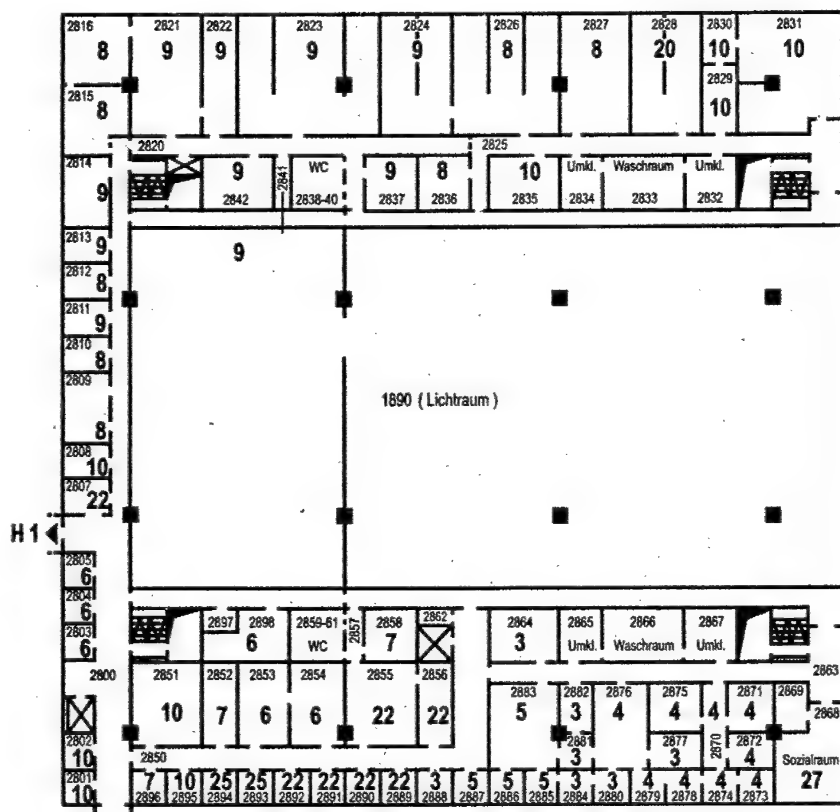 2816 2821 2822 2823 2824 2826 2827 2828 2830 2831
8 9 9 9 9 8 8 20 10 10
2829
2815
8 10
2820 2825
2814 9 WC 9 8 10 Umkl. Waschraum Umkl.
2841
9 2842 2838-40 2837 2836 2835 2834 2833 2832
2813
9 9
2812
8
2811
9
2810
8
2809
1890 ( Lichtraum )
8
2808
10
2807
22
H 1
2805
6
2804
6 2897 2898 2859-61 2857 2858 2862 2864 2865 2866 2867
2803
6 6 WC 7 3 Umkl. Waschraum Umkl.
2800 2851 2852 2853 2854 2855 2856 2863
2883 2882 2876 2875 2871 2869
10 7 6 6 22 22 5 3 4 4 4 4 2868
2802 2881 2877 2870 2872
10 2850 3 3 4 Sozialraum
2801 7 10 25 25 22 22 22 22 3 5 5 5 3 3 4 4 4 4 27
10 2896 2895 2894 2893 2892 2891 2890 2889 2888 2887 2886 2885 2884 2880 2879 2878 2874 2873